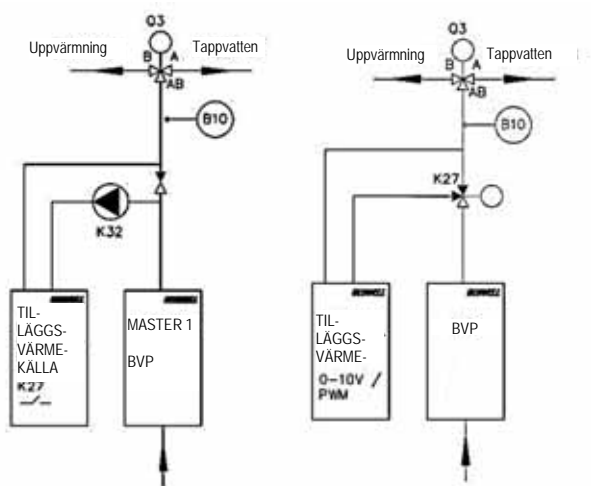 Q3
Uppvärmning
B
A
Tappvatten
AB
B10
K32
TIL-
LÄGGS-
VÄRME-
KÄLLA
K27
MASTER 1
BVP
Q3
Uppvärmning
B
A
Tappvatten
AB
B10
K27
TIL-
LÄGGS-
VÄRME-
0-10V /
PWM
BVP